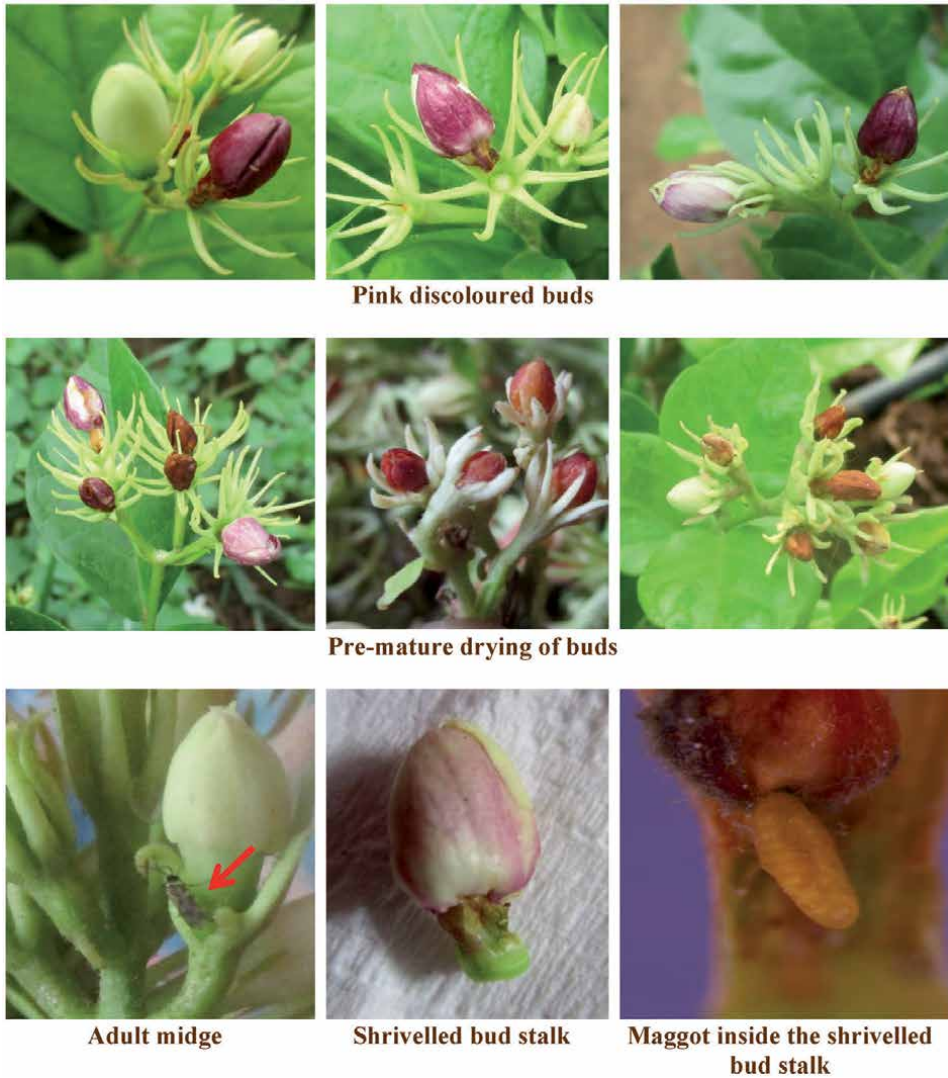 Pink discoloured buds
Pre-mature drying of buds
Adult midge
Shrivelled bud stalk
Maggot inside the shrivelled
bud stalk